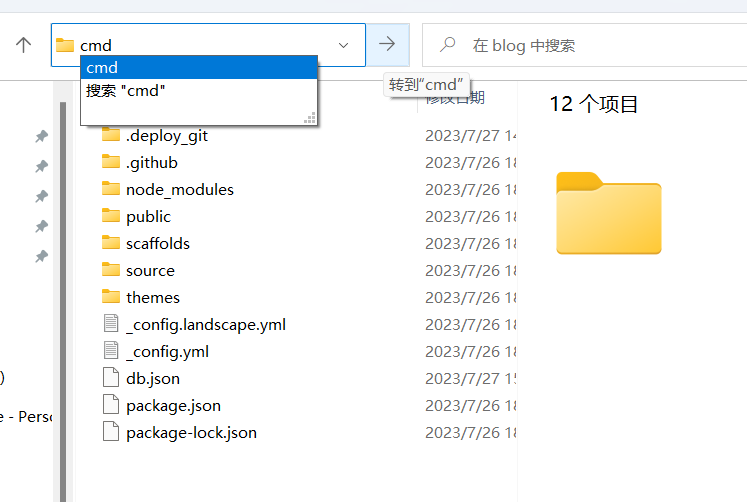 cmd
在 blog 中搜索
cmd
搜索 "cmd"
转到“cmd”
修改日期
12 个项目
.deploy_git 2023/7/27 14
.github 2023/7/26 18
node_modules 2023/7/26 18
public 2023/7/26 18
scaffolds 2023/7/26 18
source 2023/7/26 18
themes 2023/7/26 18
_config.landscape.yml 2023/7/26 18
_config.yml 2023/7/26 18
db.json 2023/7/27 15
package.json 2023/7/26 18
package-lock.json 2023/7/26 18
)
e - Perso